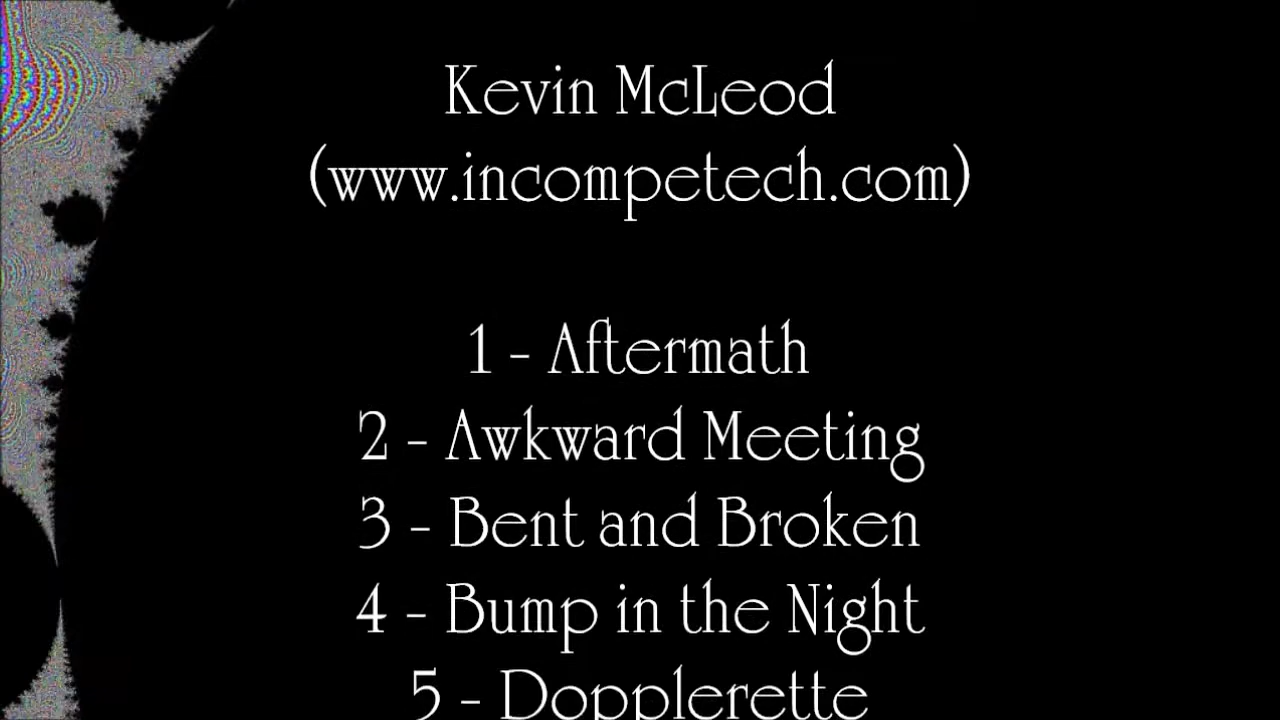 Kevin McLeod
(www.incompetech.com)
1 - Aftermath
2 - Awkward Meeting
3 - Bent and Broken
4 - Bump in the Night
5 - Dopplerette